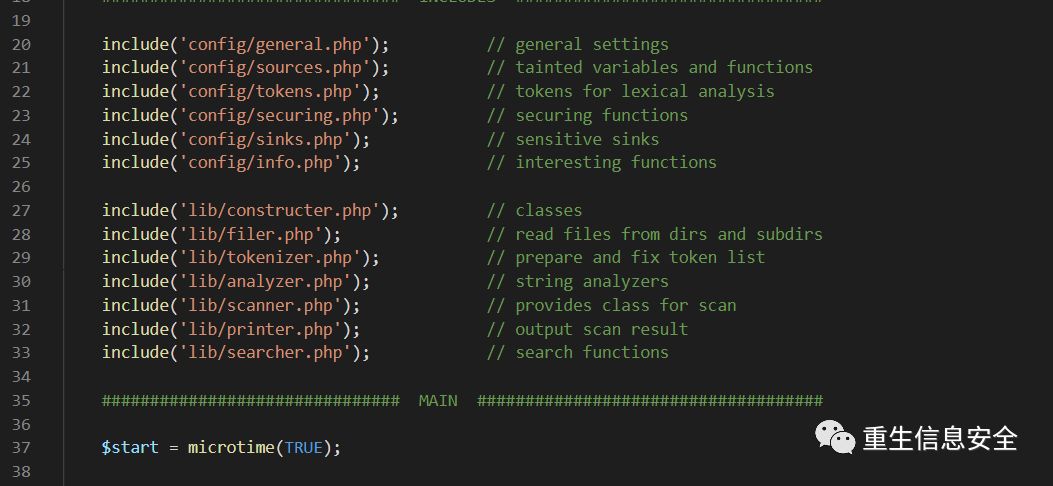 18 ############################### INCLUDES ################################
19
20 include('config/general.php'); // general settings
21 include('config/sources.php'); // tainted variables and functions
22 include('config/tokens.php'); // tokens for lexical analysis
23 include('config/securing.php'); // securing functions
24 include('config/sinks.php'); // sensitive sinks
25 include('config/info.php'); // interesting functions
26
27 include('lib/constructer.php'); // classes
28 include('lib/filer.php'); // read files from dirs and subdirs
29 include('lib/tokenizer.php'); // prepare and fix token list
30 include('lib/analyzer.php'); // string analyzers
31 include('lib/scanner.php'); // provides class for scan
32 include('lib/printer.php'); // output scan result
33 include('lib/searcher.php'); // search functions
34
35 ############################### MAIN ####################################
36
37 $start = microtime(TRUE);
38
重生信息安全